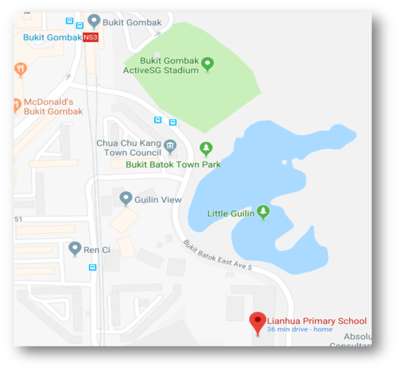 Bukit Gombak
Bukit Gombak NS3
Bukit Gombak
ActiveSG Stadium
McDonald's
Bukit Gombak
Chua Chu Kang
Town Council
Bukit Batok Town Park
Guilin View
Little Guilin
51
Ren Ci
Bukit Batok East Ave 5
Lianhua Primary School
36 min drive - home
Absolu
Consultan